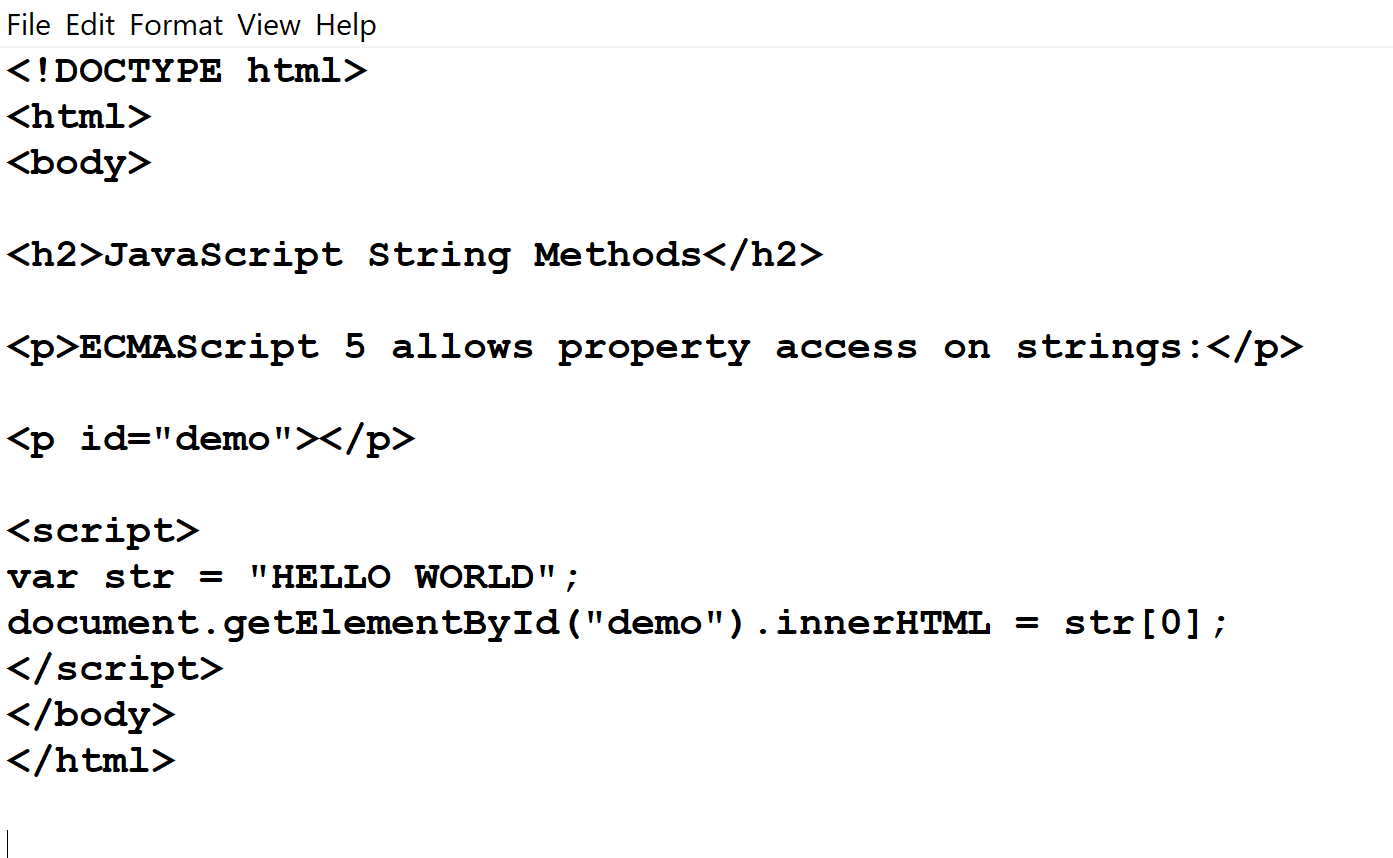 File Edit Format View Help
<!DOCTYPE html>
<html>
<body>
<h2>JavaScript String Methods</h2>
<p>ECMAScript 5 allows property access on strings:</p>
<p id="demo"></p>
<script>
var str = "HELLO WORLD";
document.getElementById("demo").innerHTML = str[0];
</script>
</body>
</html>